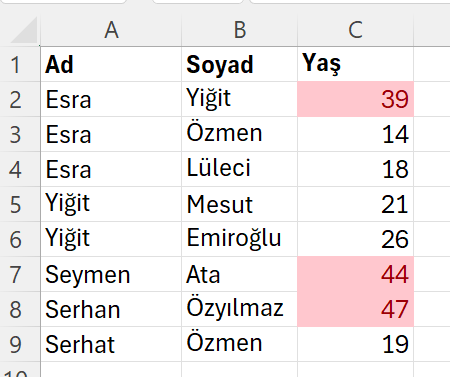 A B C
1 Ad Soyad Yaş
2 Esra Yiğit 39
3 Esra Özmen 14
4 Esra Lüleci 18
5 Yiğit Mesut 21
6 Yiğit Emiroğlu 26
7 Seymen Ata 44
8 Serhan Özyılmaz 47
9 Serhat Özmen 19